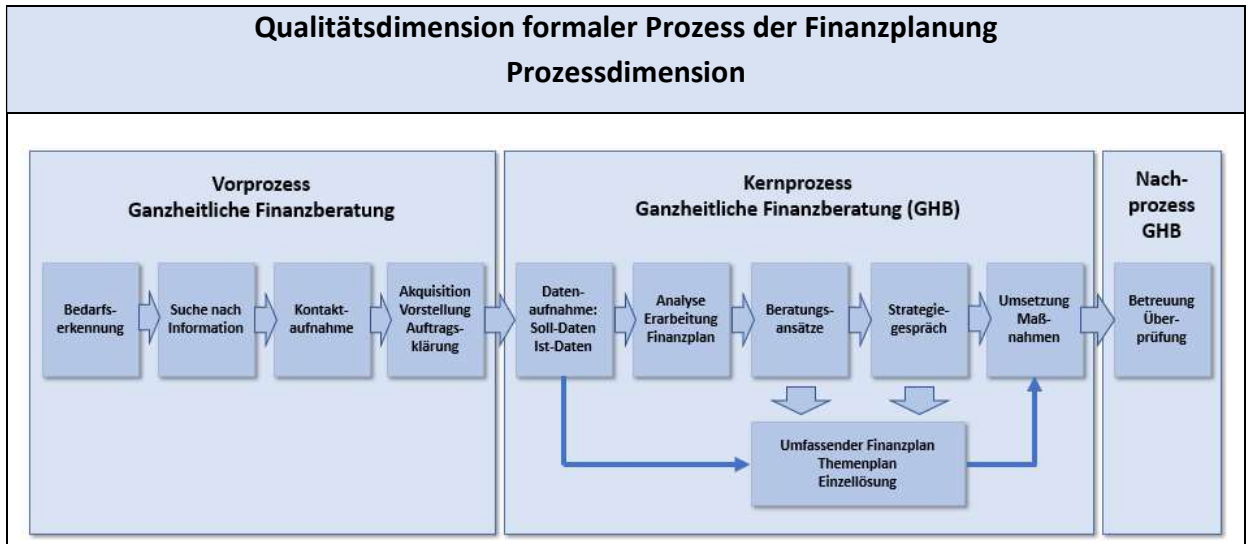 Qualitätsdimension formaler Prozess der Finanzplanung
Prozessdimension
Vorprozess
Ganzheitliche Finanzberatung
Bedarfs-
erkennung
Suche nach
Information
Kontakt-
aufnahme
Akquisition
Vorstellung
Auftrags-
klärung
Kernprozess
Ganzheitliche Finanzberatung (GHB)
Daten-
aufnahme:
Soll-Daten
Ist-Daten
Analyse
Erarbeitung
Finanzplan
Beratungs-
ansätze
Strategie-
gespräch
Umsetzung
Maß-
nahmen
Umfassender Finanzplan
Themenplan
Einzellösung
Nach-
prozess
GHB
Betreuung
Über-
prüfung